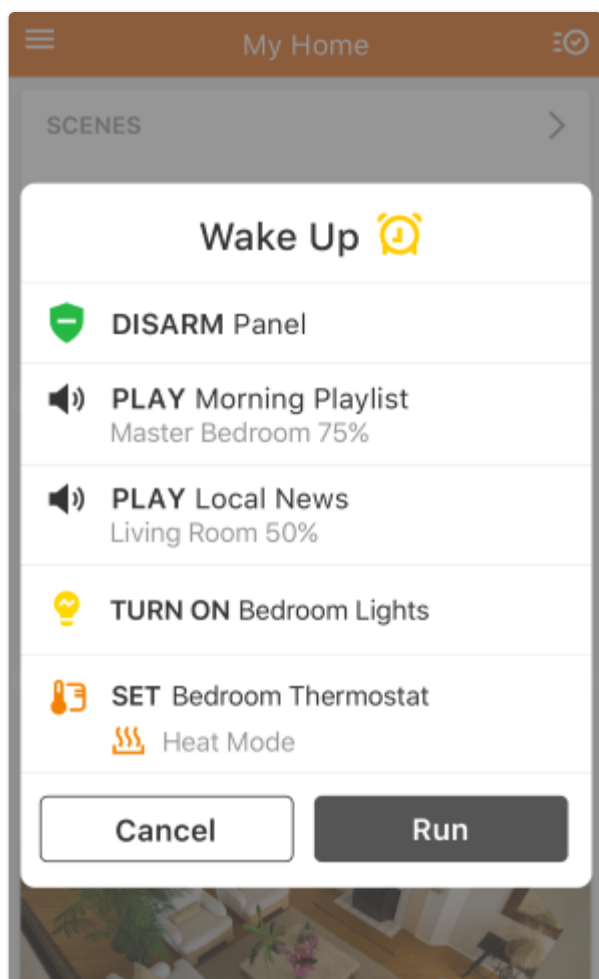 My Home
SCENES
Wake Up
DISARM Panel
PLAY Morning Playlist
Master Bedroom 75%
PLAY Local News
Living Room 50%
TURN ON Bedroom Lights
SET Bedroom Thermostat
Heat Mode
Cancel
Run